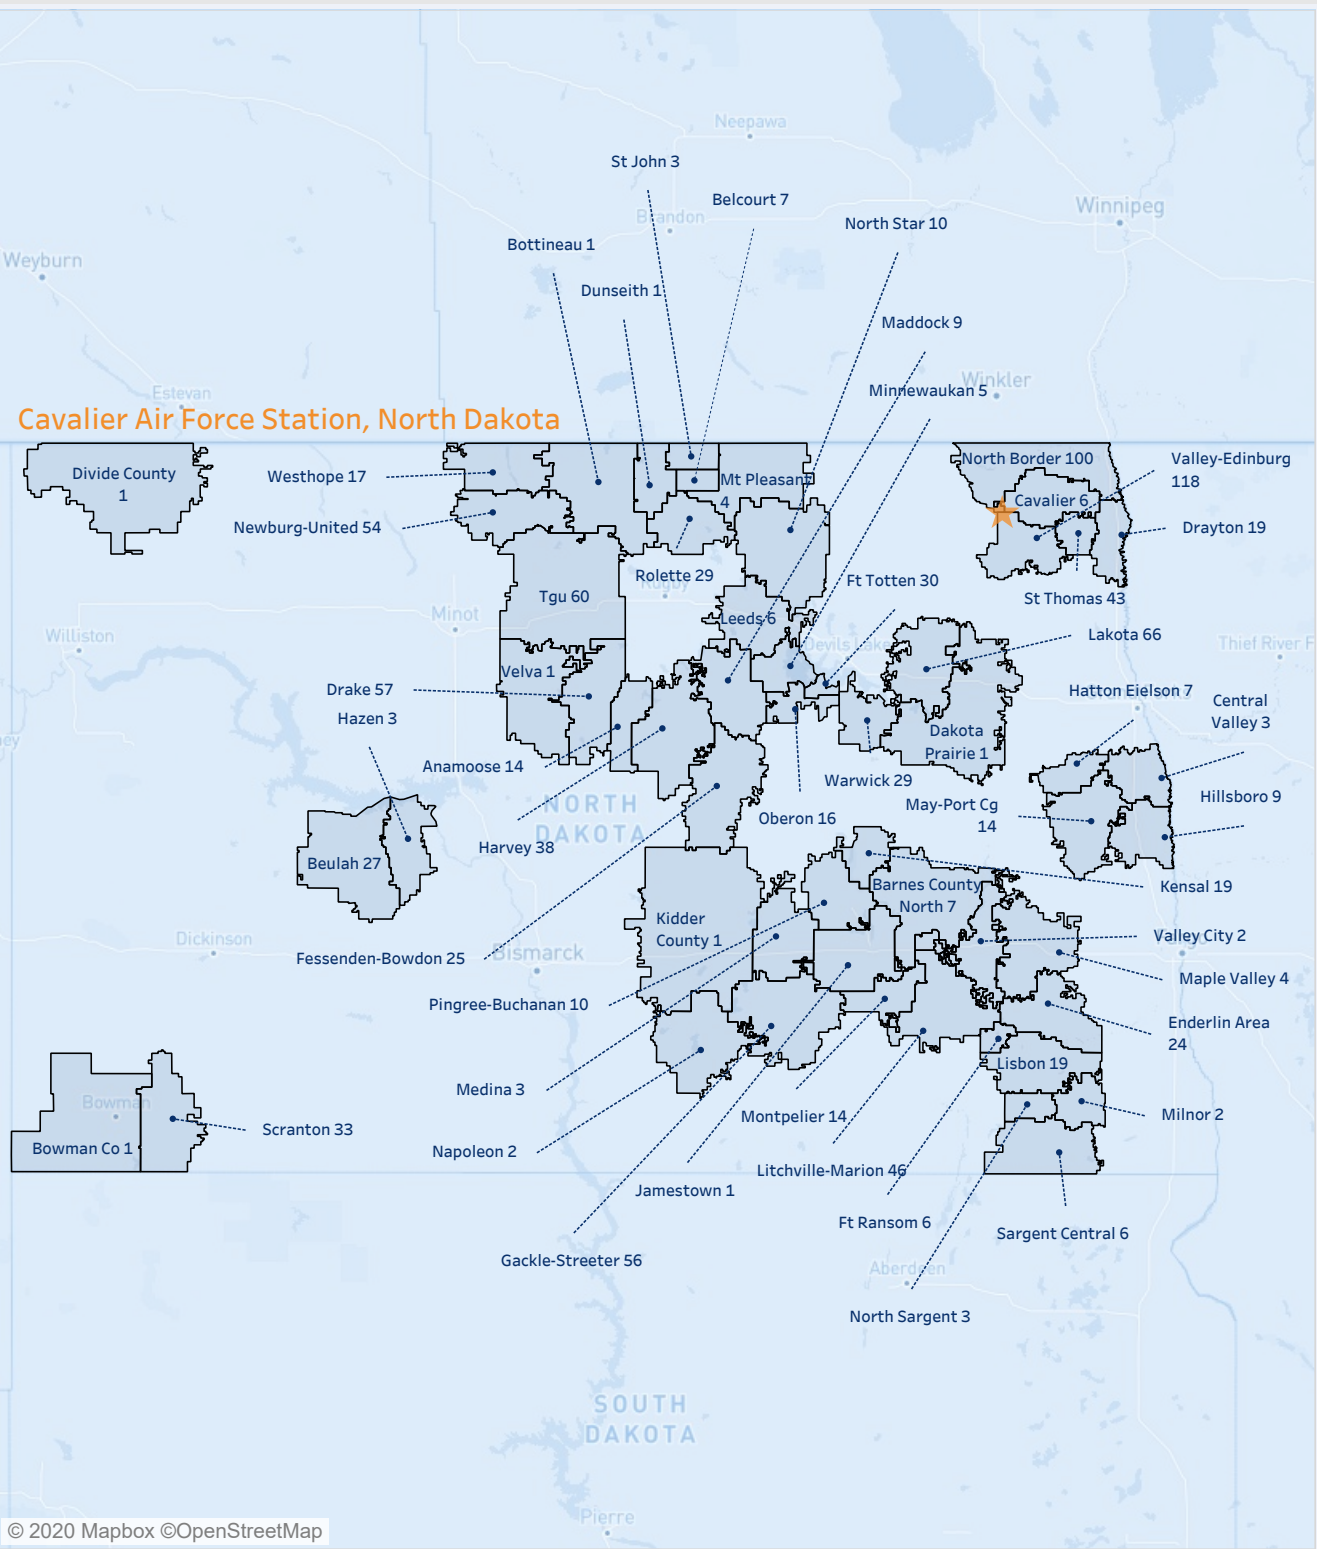 Neepawa
St John 3
Belcourt 7
Winnipeg
Brandon
North Star 10
Bottineau 1
Weyburn
Dunseith 1
Maddock 9
Winkler
Minnewaukan 5
Estevan
Cavalier Air Force Station, North Dakota
North Border 100
Valley-Edinburg
118
Divide County
1
Westhope 17
Mt Pleasant
4
Cavalier 6
Newburg-United 54
Drayton 19
Rolette 29
Rugby
Ft Totten 30
Tgu 60
St Thomas 43
Minot
Leeds 6
Williston
Devils Lake
Lakota 66
Thief River F
Velva 1
Drake 57
Hatton Eielson 7
Hazen 3
Central
Valley 3
ney
Dakota
Prairie 1
Anamoose 14
Warwick 29
Hillsboro 9
NORTH
DAKOTA
May-Port Cg
14
Oberon 16
Harvey 38
Beulah 27
Barnes County
North 7
Kensal 19
Kidder
County 1
Dickinson
Valley City 2
Fargo
Fessenden-Bowdon 25
Bismarck
Maple Valley 4
Pingree-Buchanan 10
Enderlin Area
24
Lisbon 19
Medina 3
Bowman
Montpelier 14
Milnor 2
Scranton 33
Bowman Co 1
Napoleon 2
Litchville-Marion 46
Jamestown 1
Ft Ransom 6
Sargent Central 6
Gackle-Streeter 56
Aberdeen
North Sargent 3
SOUTH
DAKOTA
Pierre
© 2020 Mapbox ©OpenStreetMap